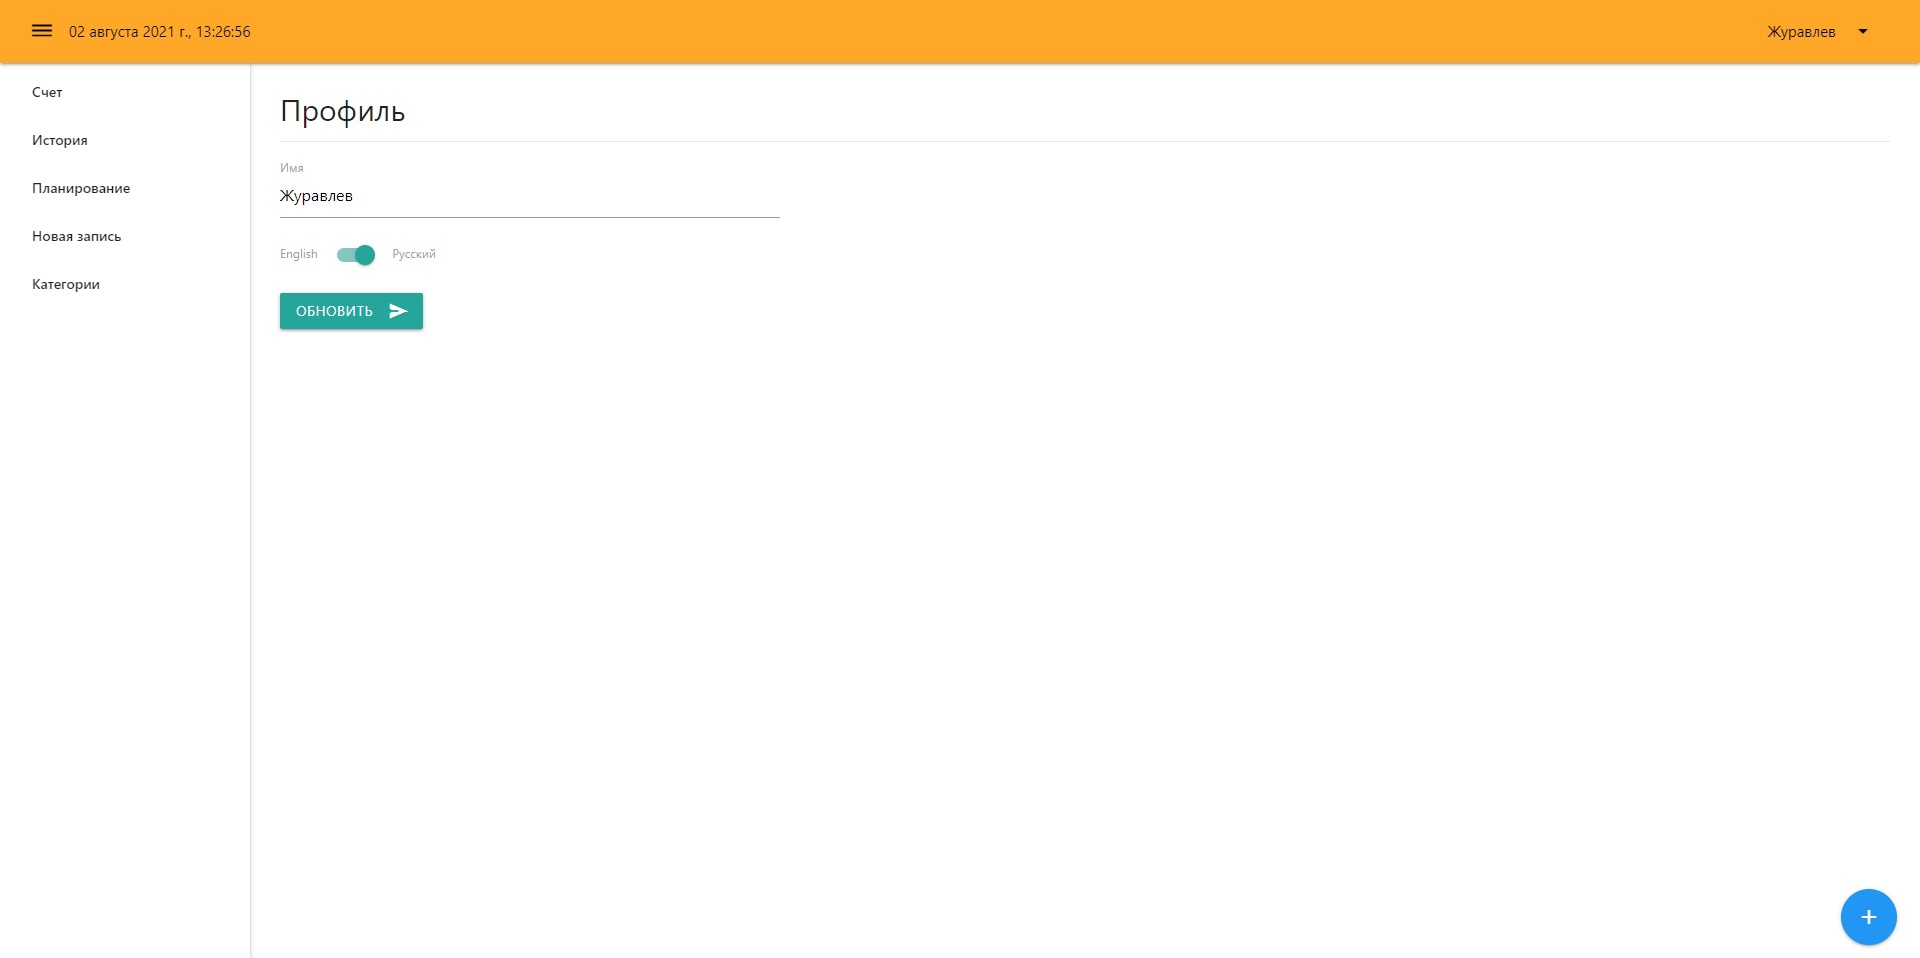 02 августа 2021 г., 13:26:56
Журавлев
Счет
История
Планирование
Новая запись
Категории
Профиль
Имя
Журавлев
English Русский
ОБНОВИТЬ